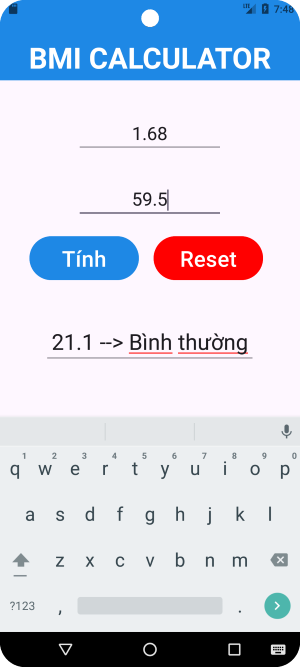 LTE 7:48
BMI CALCULATOR
1.68
59.5
Tính Reset
21.1 --> Bình thường
1 2 3 4 5 6 7 8 9 0
q w e r t y u i o p
a s d f g h j k l
z x c v b n m
?123 , .